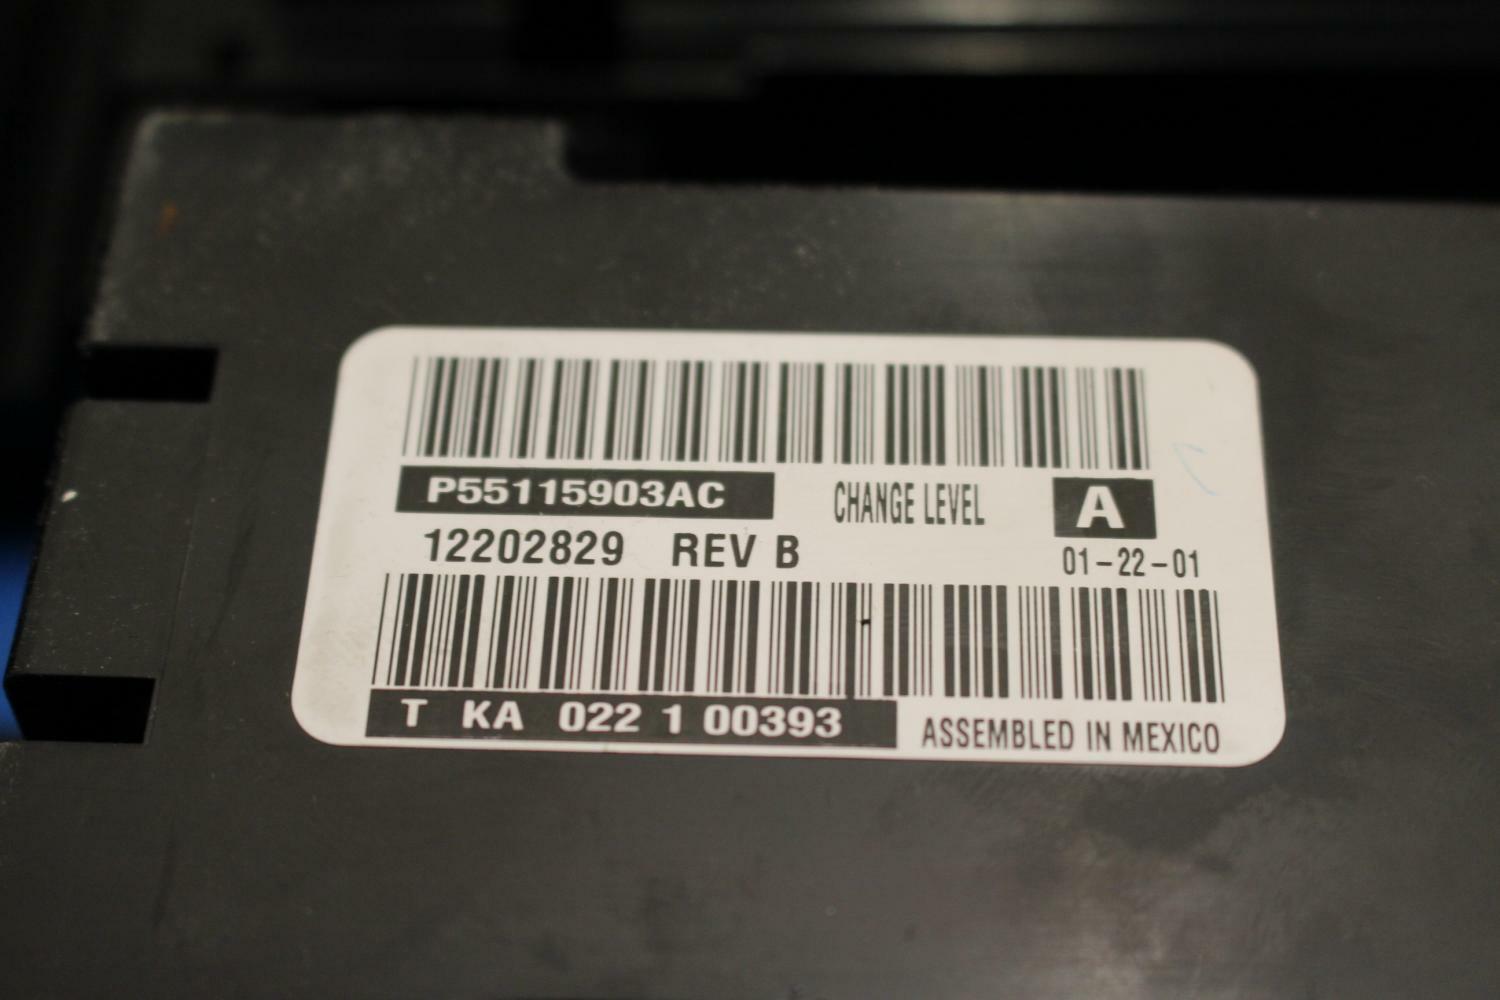 P55115903AC CHANGE LEVEL A
12202829 REV B 01-22-01
T KA 022 1 00393 ASSEMBLED IN MEXICO